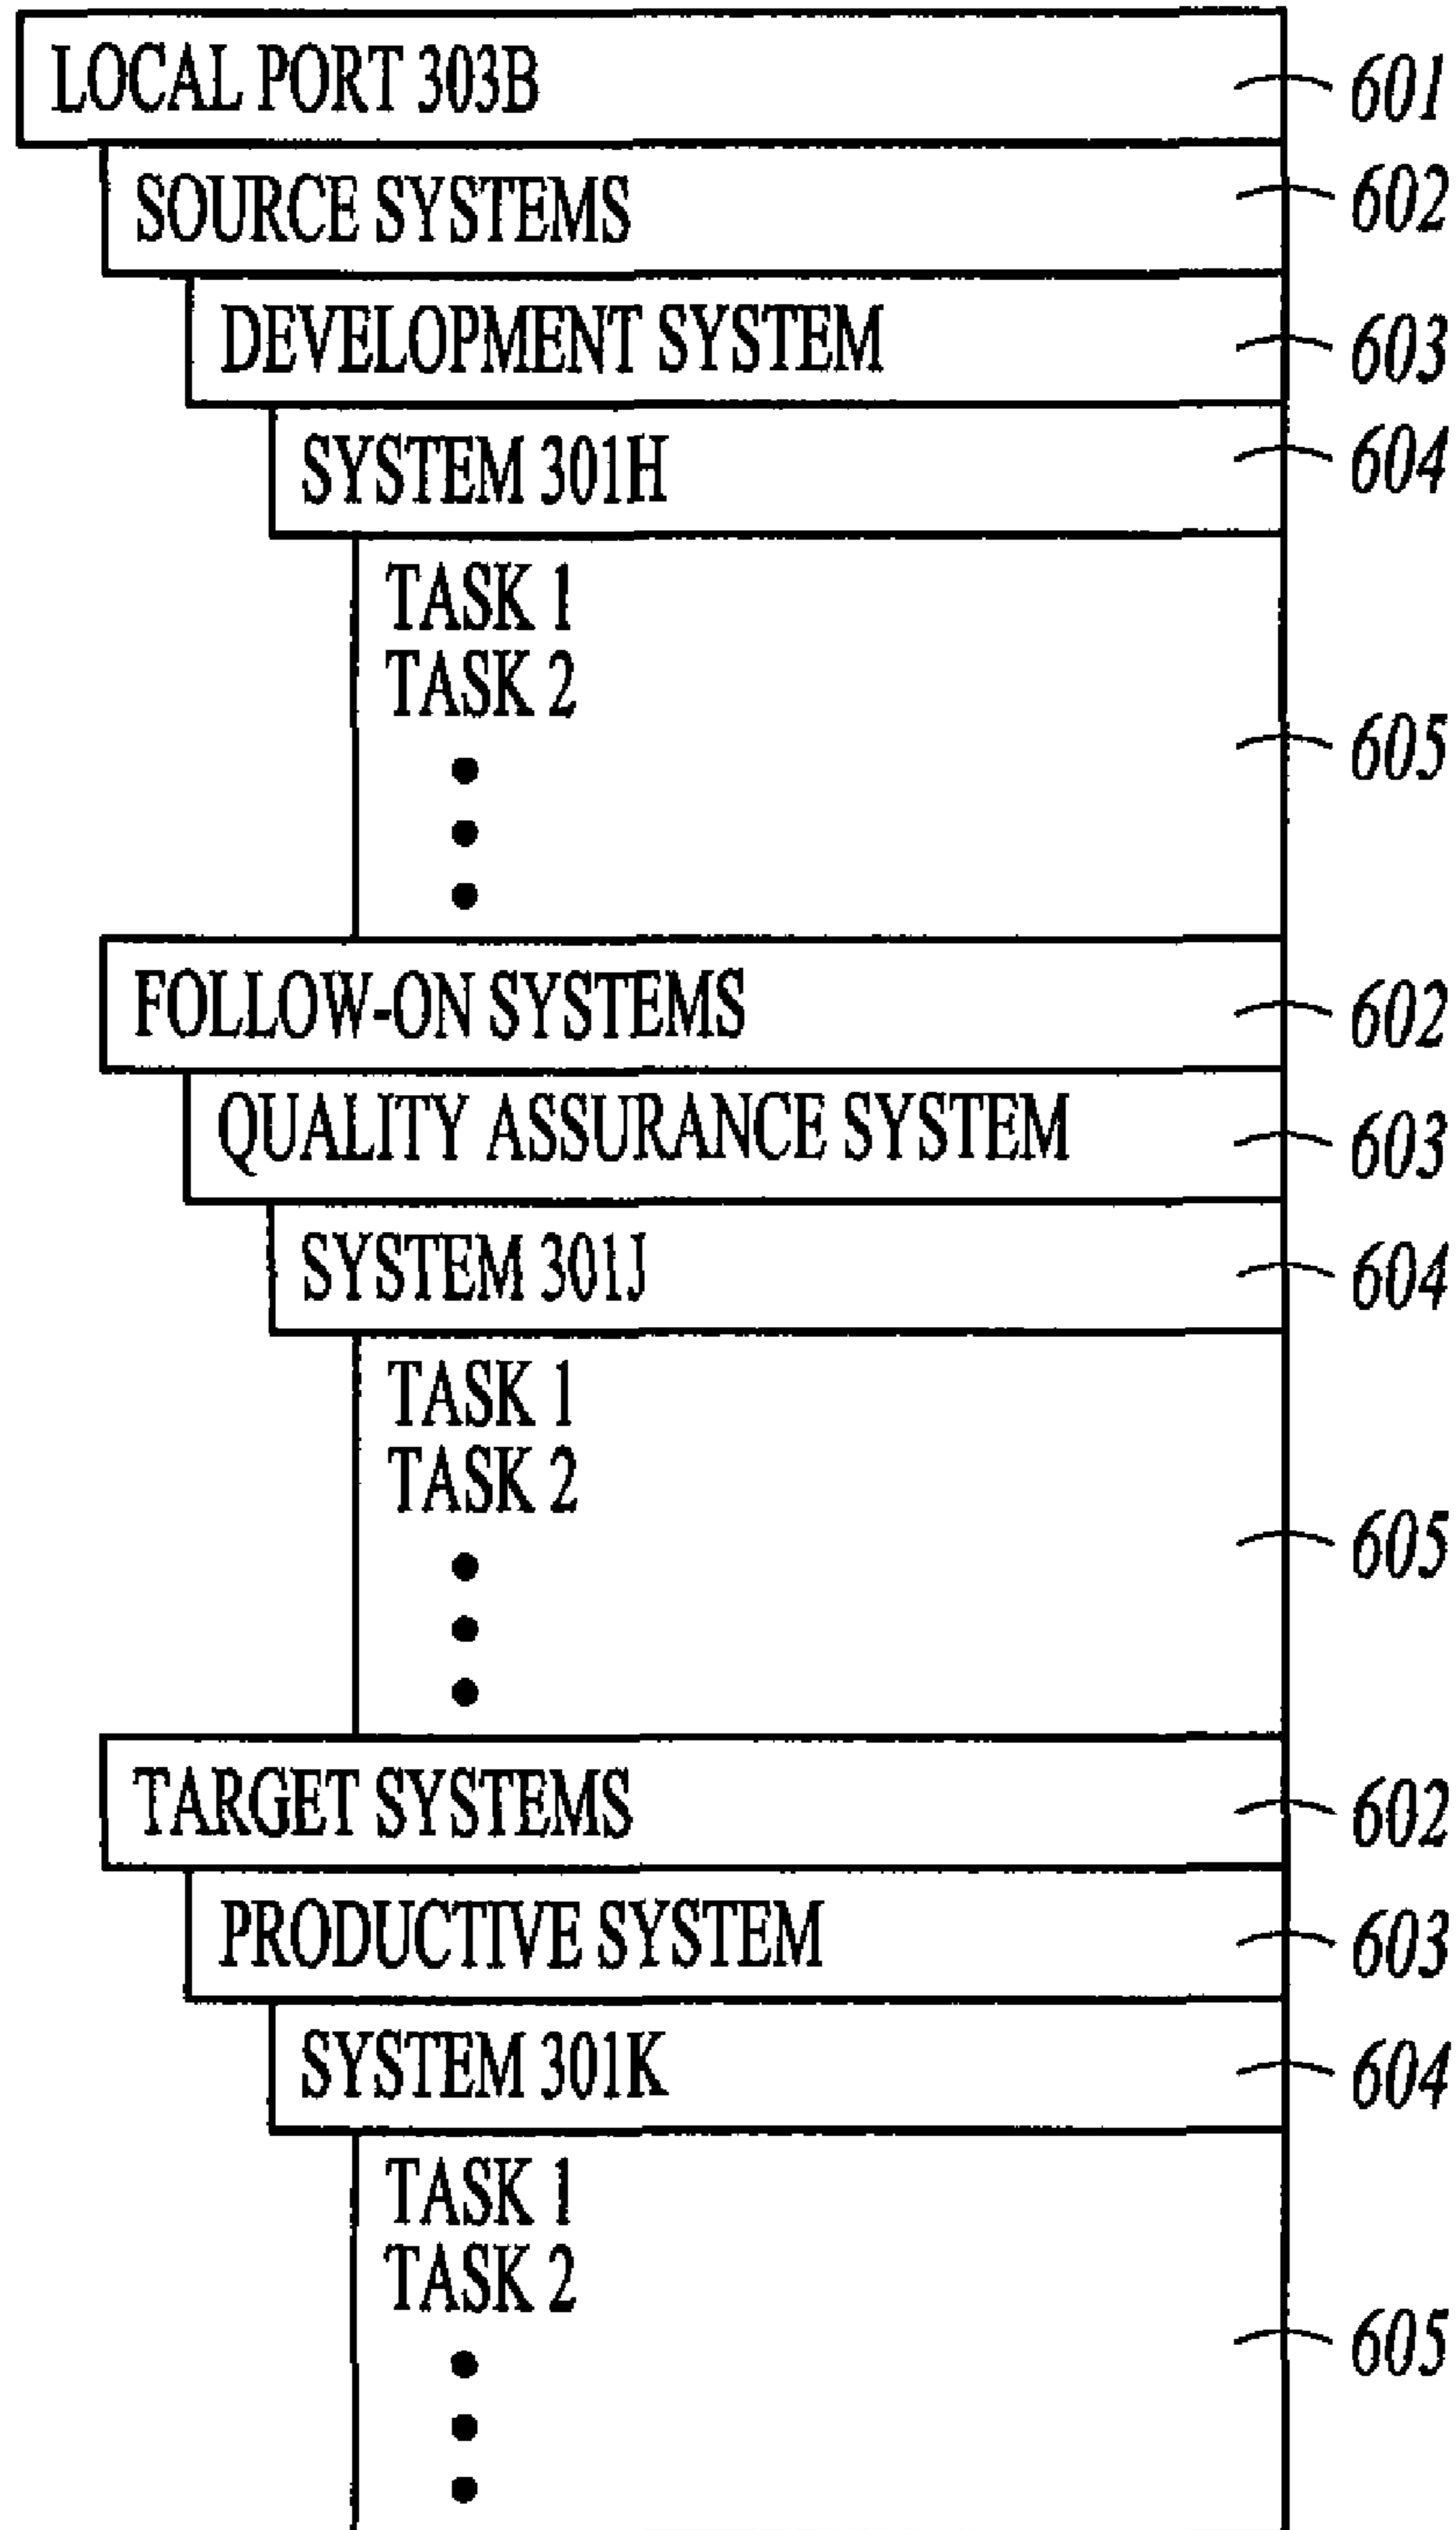 LOCAL PORT 303B 601
SOURCE SYSTEMS 602
DEVELOPMENT SYSTEM 603
SYSTEM 301H 604
TASK 1
TASK 2
605
FOLLOW-ON SYSTEMS 602
QUALITY ASSURANCE SYSTEM 603
SYSTEM 301J 604
TASK 1
TASK 2
605
TARGET SYSTEMS 602
PRODUCTIVE SYSTEM 603
SYSTEM 301K 604
TASK 1
TASK 2
605